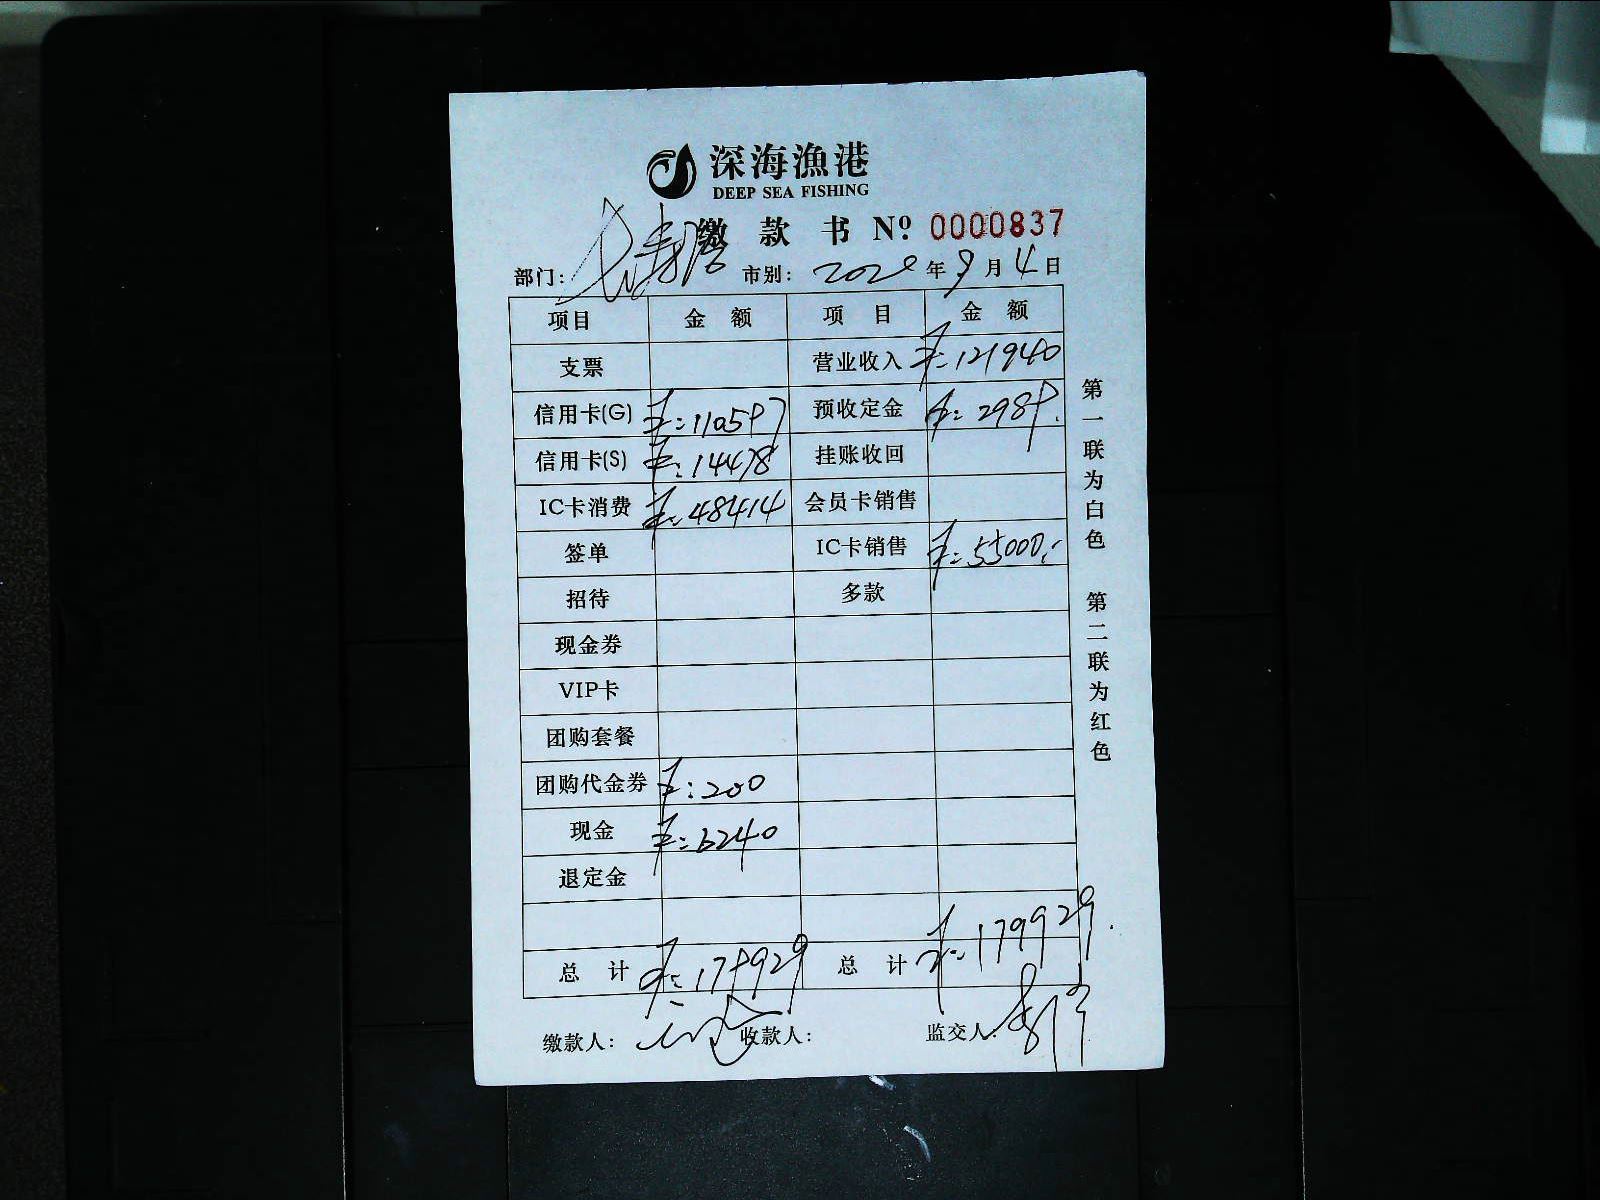 深海漁港
DEEP SEA FISHING
缴款书 Nº 0000837
部门: 市别: 2020年9月4日
项目 金额 项目 金额
支票 营业收入 ¥:121940
信用卡(G) ¥:110597 预收定金 ¥:2989.
信用卡(S) ¥:14478 挂账收回
IC卡消费 ¥:48414 会员卡销售
签单 IC卡销售 ¥:55000.-
招待 多款
现金券
VIP卡
团购套餐
团购代金券 ¥:200
现金 ¥:6240
退定金
总计 ¥:179929 总计 ¥:179929.
缴款人: 收款人: 监交人:
第一联为白色 第二联为红色